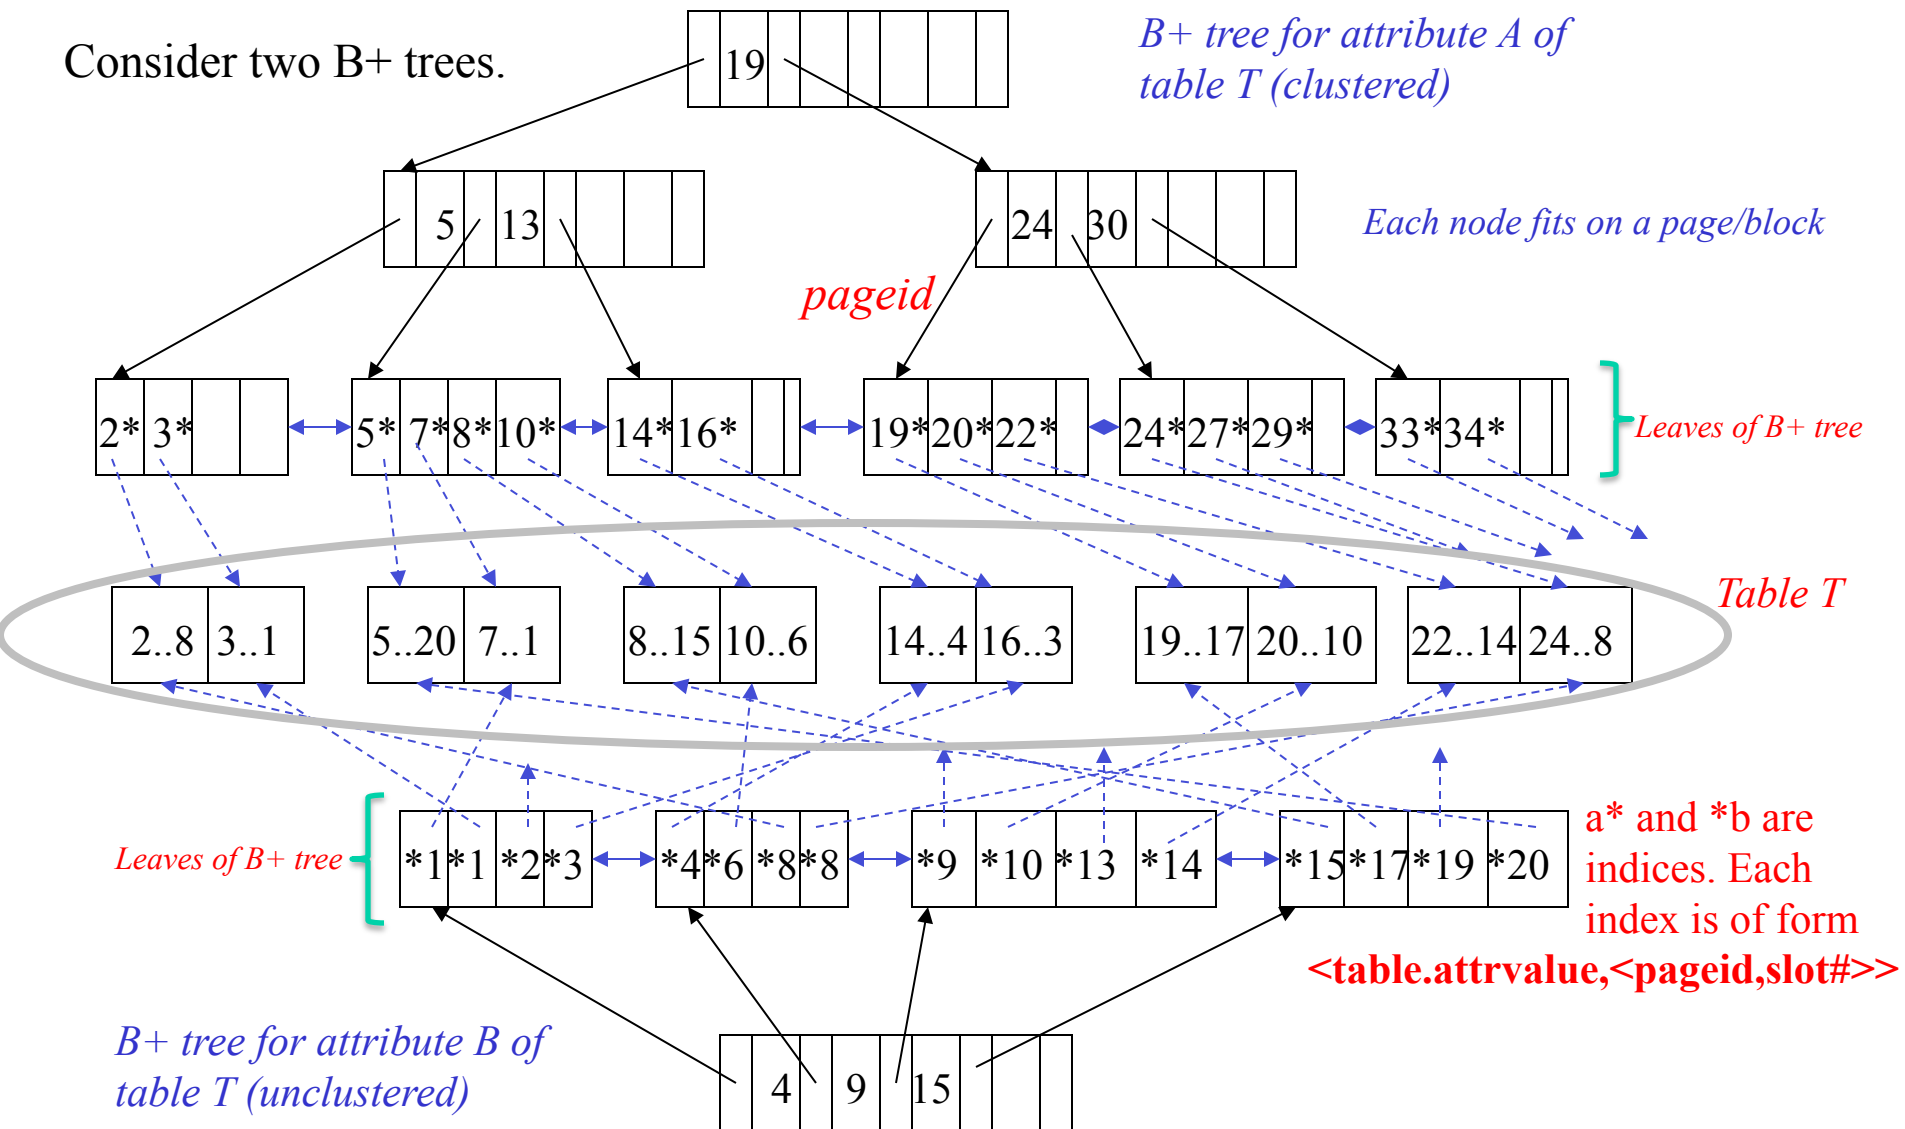 Consider two B+ trees.
B+ tree for attribute A of
table T (clustered)
19
5 13
24 30
Each node fits on a page/block
pageid
2* 3*
5* 7* 8* 10*
14* 16*
19* 20* 22*
24* 27* 29*
33* 34*
Leaves of B+ tree
Table T
2..8 3..1
5..20 7..1
8..15 10..6
14..4 16..3
19..17 20..10
22..14 24..8
Leaves of B+ tree
*1 *1 *2 *3
*4 *6 *8 *8
*9 *10 *13 *14
*15 *17 *19 *20
a* and *b are
indices. Each
index is of form
<table.attrvalue,<pageid,slot#>>
B+ tree for attribute B of
table T (unclustered)
4 9 15